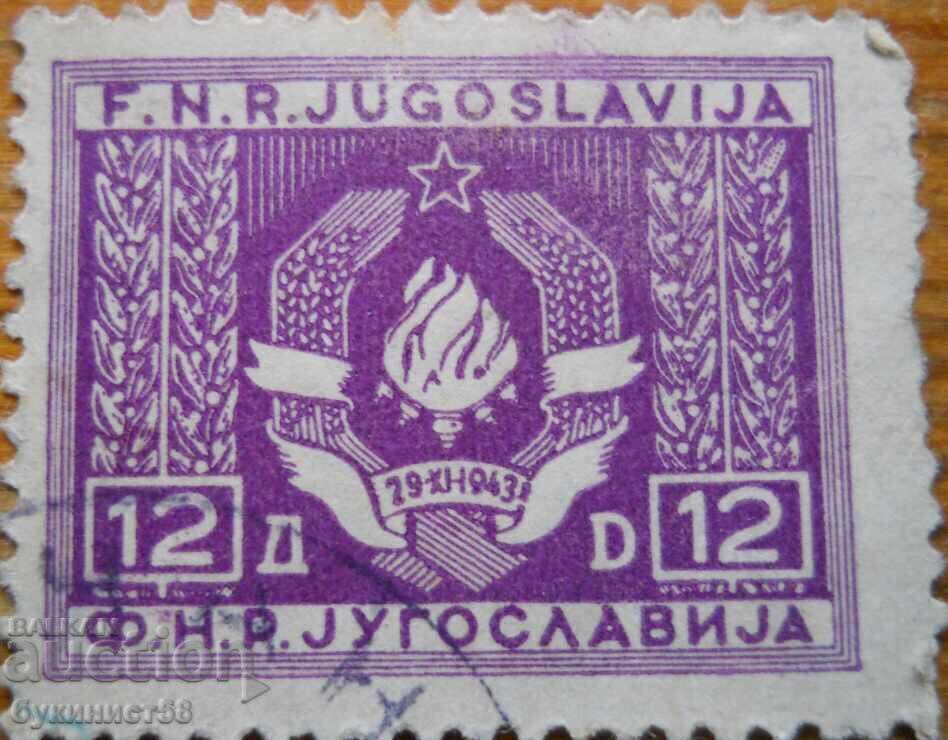 F.N.R.JUGOSLAVIJA
29·XI·1943
12 Д D 12
Ф.Н.Р.ЈУГОСЛАВИЈА
BALKAN
auction
букинист58